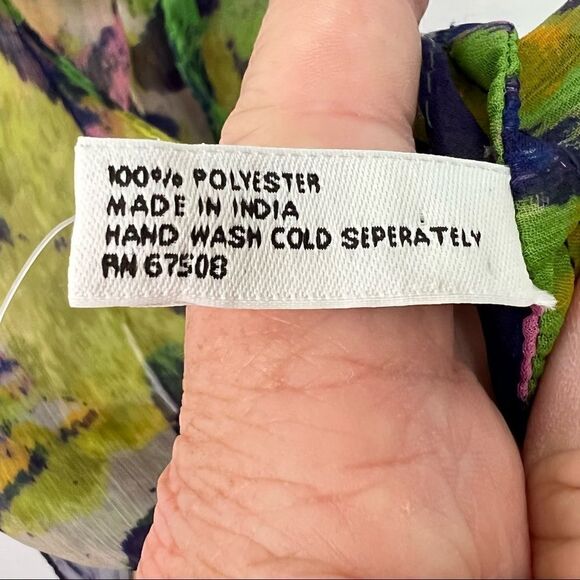 100% POLYESTER
MADE IN INDIA
HAND WASH COLD SEPERATELY
RN 67508